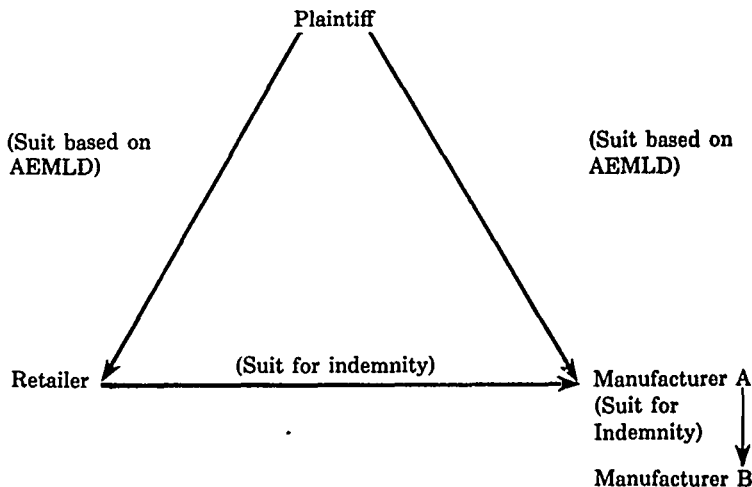 Plaintiff
(Suit based on
AEMLD)
(Suit based on
AEMLD)
Retailer
(Suit for indemnity)
Manufacturer A
(Suit for
Indemnity)
Manufacturer B